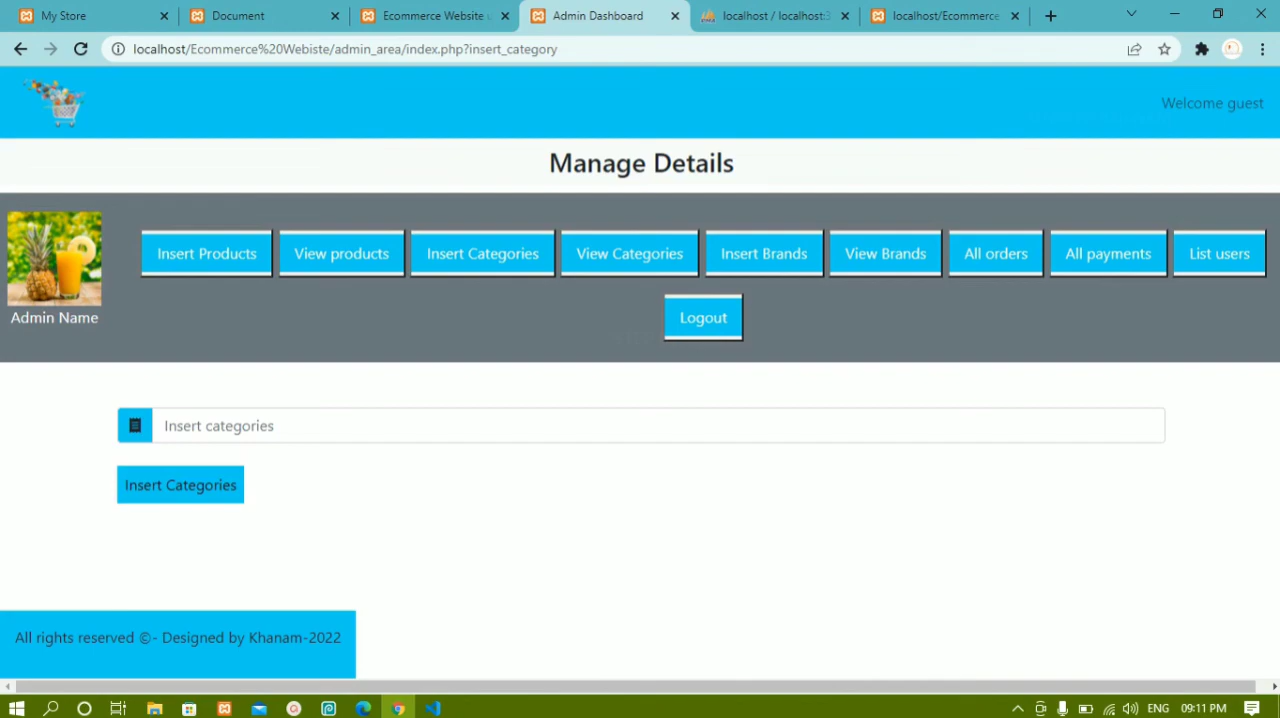 My Store
Document
Ecommerce Website u
Admin Dashboard
localhost / localhost:3
localhost/Ecommerce
localhost/Ecommerce%20Webiste/admin_area/index.php?insert_category
Welcome guest
Manage Details
Insert Products
View products
Insert Categories
View Categories
Insert Brands
View Brands
All orders
All payments
List users
Admin Name
Logout
Insert categories
Insert Categories
All rights reserved ©- Designed by Khanam-2022
ENG
09:11 PM